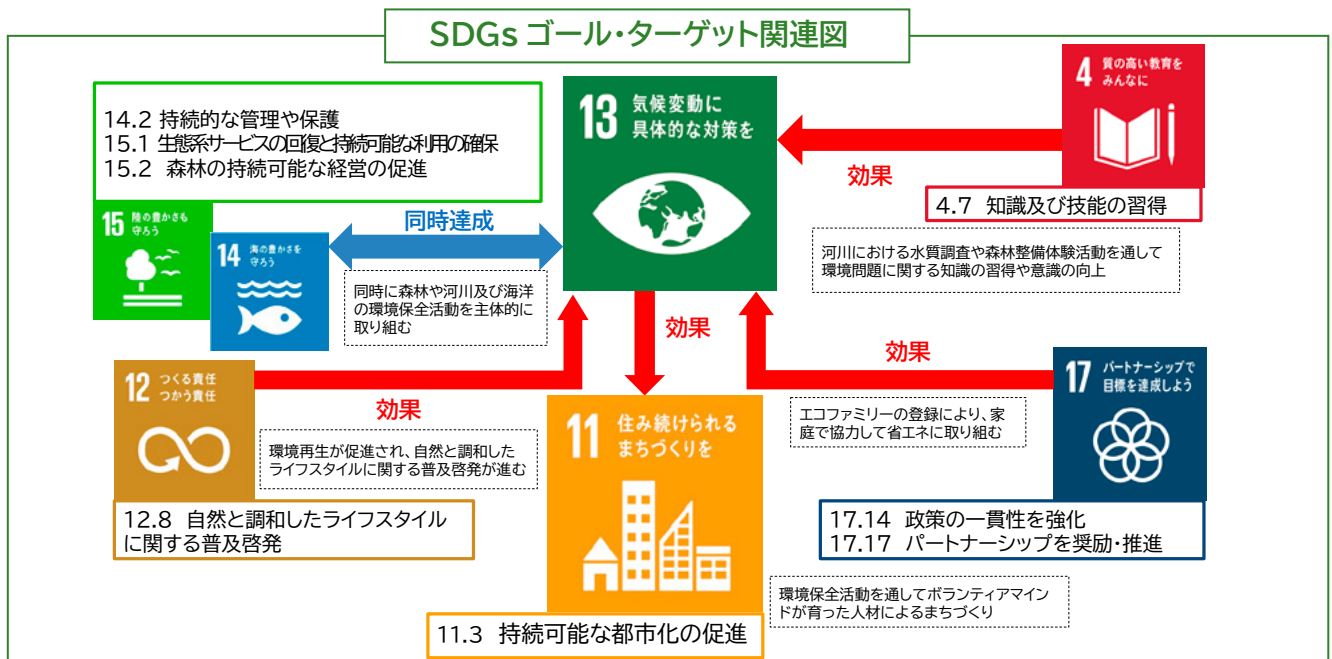 SDGs ゴール・ターゲット関連図
14.2 持続的な管理や保護
15.1 生態系サービスの回復と持続可能な利用の確保
15.2 森林の持続可能な経営の促進
15 陸の豊かさも
守ろう
14 海の豊かさを
守ろう
同時達成
同時に森林や河川及び海洋
の環境保全活動を主体的に
取り組む
13 気候変動に
具体的な対策を
効果
4 質の高い教育を
みんなに
4.7 知識及び技能の習得
河川における水質調査や森林整備体験活動を通して
環境問題に関する知識の習得や意識の向上
12 つくる責任
つかう責任
効果
環境再生が促進され、自然と調和した
ライフスタイルに関する普及啓発が進む
12.8 自然と調和したライフスタイル
に関する普及啓発
効果
11 住み続けられる
まちづくりを
11.3 持続可能な都市化の促進
効果
エコファミリーの登録により、家
庭で協力して省エネに取り組む
17 パートナーシップで
目標を達成しよう
17.14 政策の一貫性を強化
17.17 パートナーシップを奨励・推進
環境保全活動を通してボランティアマイン
ドが育った人材によるまちづくり